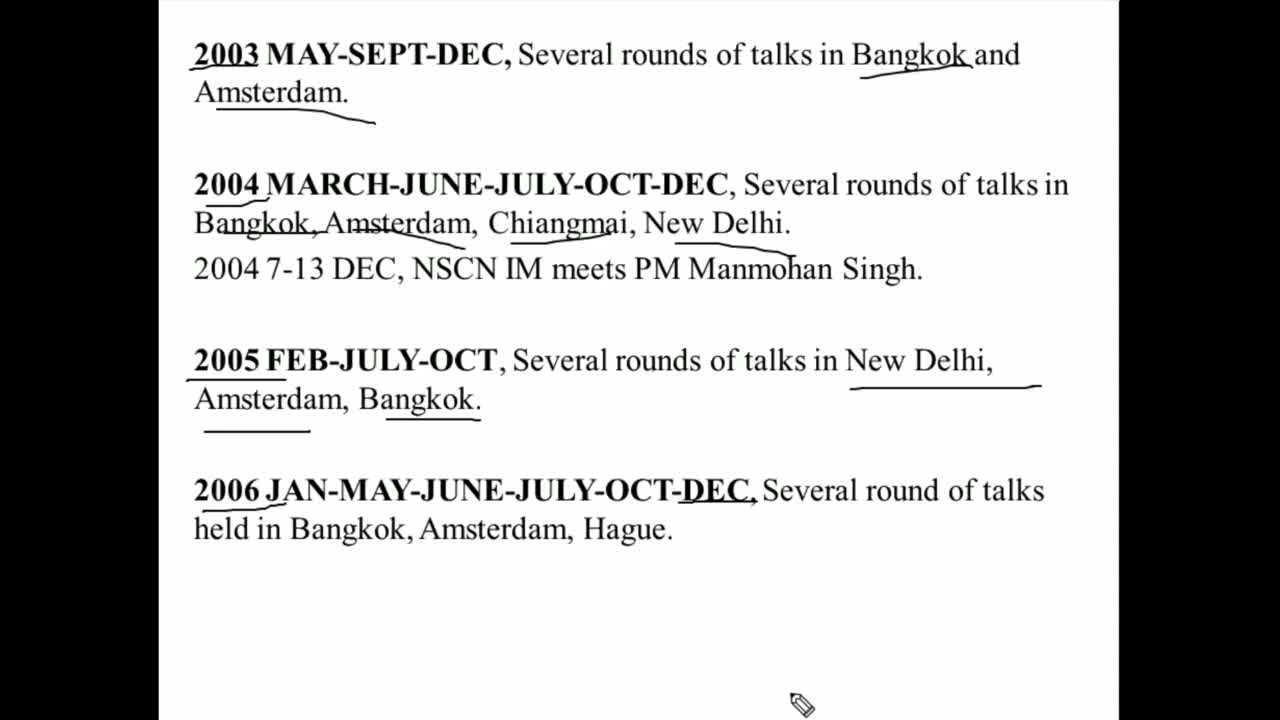 2003 MAY-SEPT-DEC, Several rounds of talks in Bangkok and
Amsterdam.
2004 MARCH-JUNE-JULY-OCT-DEC, Several rounds of talks in
Bangkok, Amsterdam, Chiangmai, New Delhi.
2004 7-13 DEC, NSCN IM meets PM Manmohan Singh.
2005 FEB-JULY-OCT, Several rounds of talks in New Delhi,
Amsterdam, Bangkok.
2006 JAN-MAY-JUNE-JULY-OCT-DEC, Several round of talks
held in Bangkok, Amsterdam, Hague.